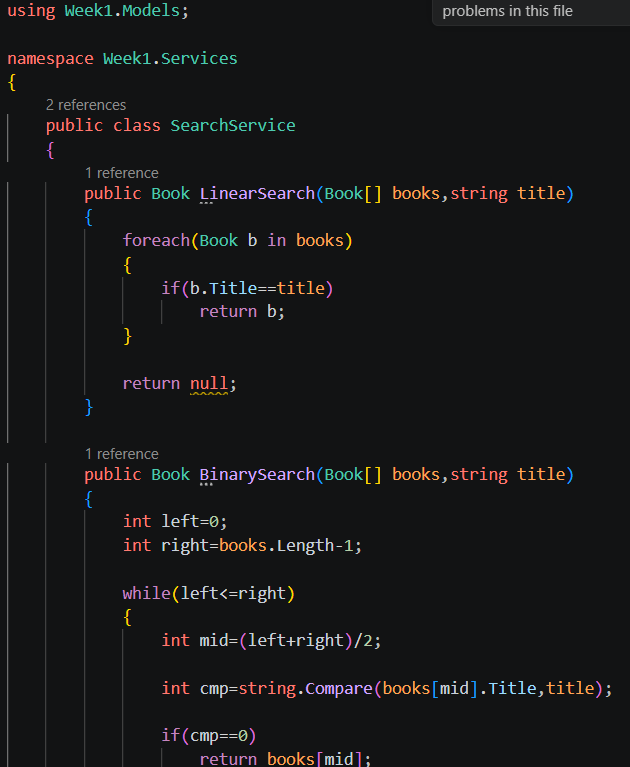 using Week1.Models;
problems in this file
namespace Week1.Services
{
2 references
public class SearchService
{
1 reference
public Book LinearSearch(Book[] books,string title)
{
foreach(Book b in books)
{
if(b.Title==title)
return b;
}
return null;
}
1 reference
public Book BinarySearch(Book[] books,string title)
{
int left=0;
int right=books.Length-1;
while(left<=right)
{
int mid=(left+right)/2;
int cmp=string.Compare(books[mid].Title,title);
if(cmp==0)
return books[mid];